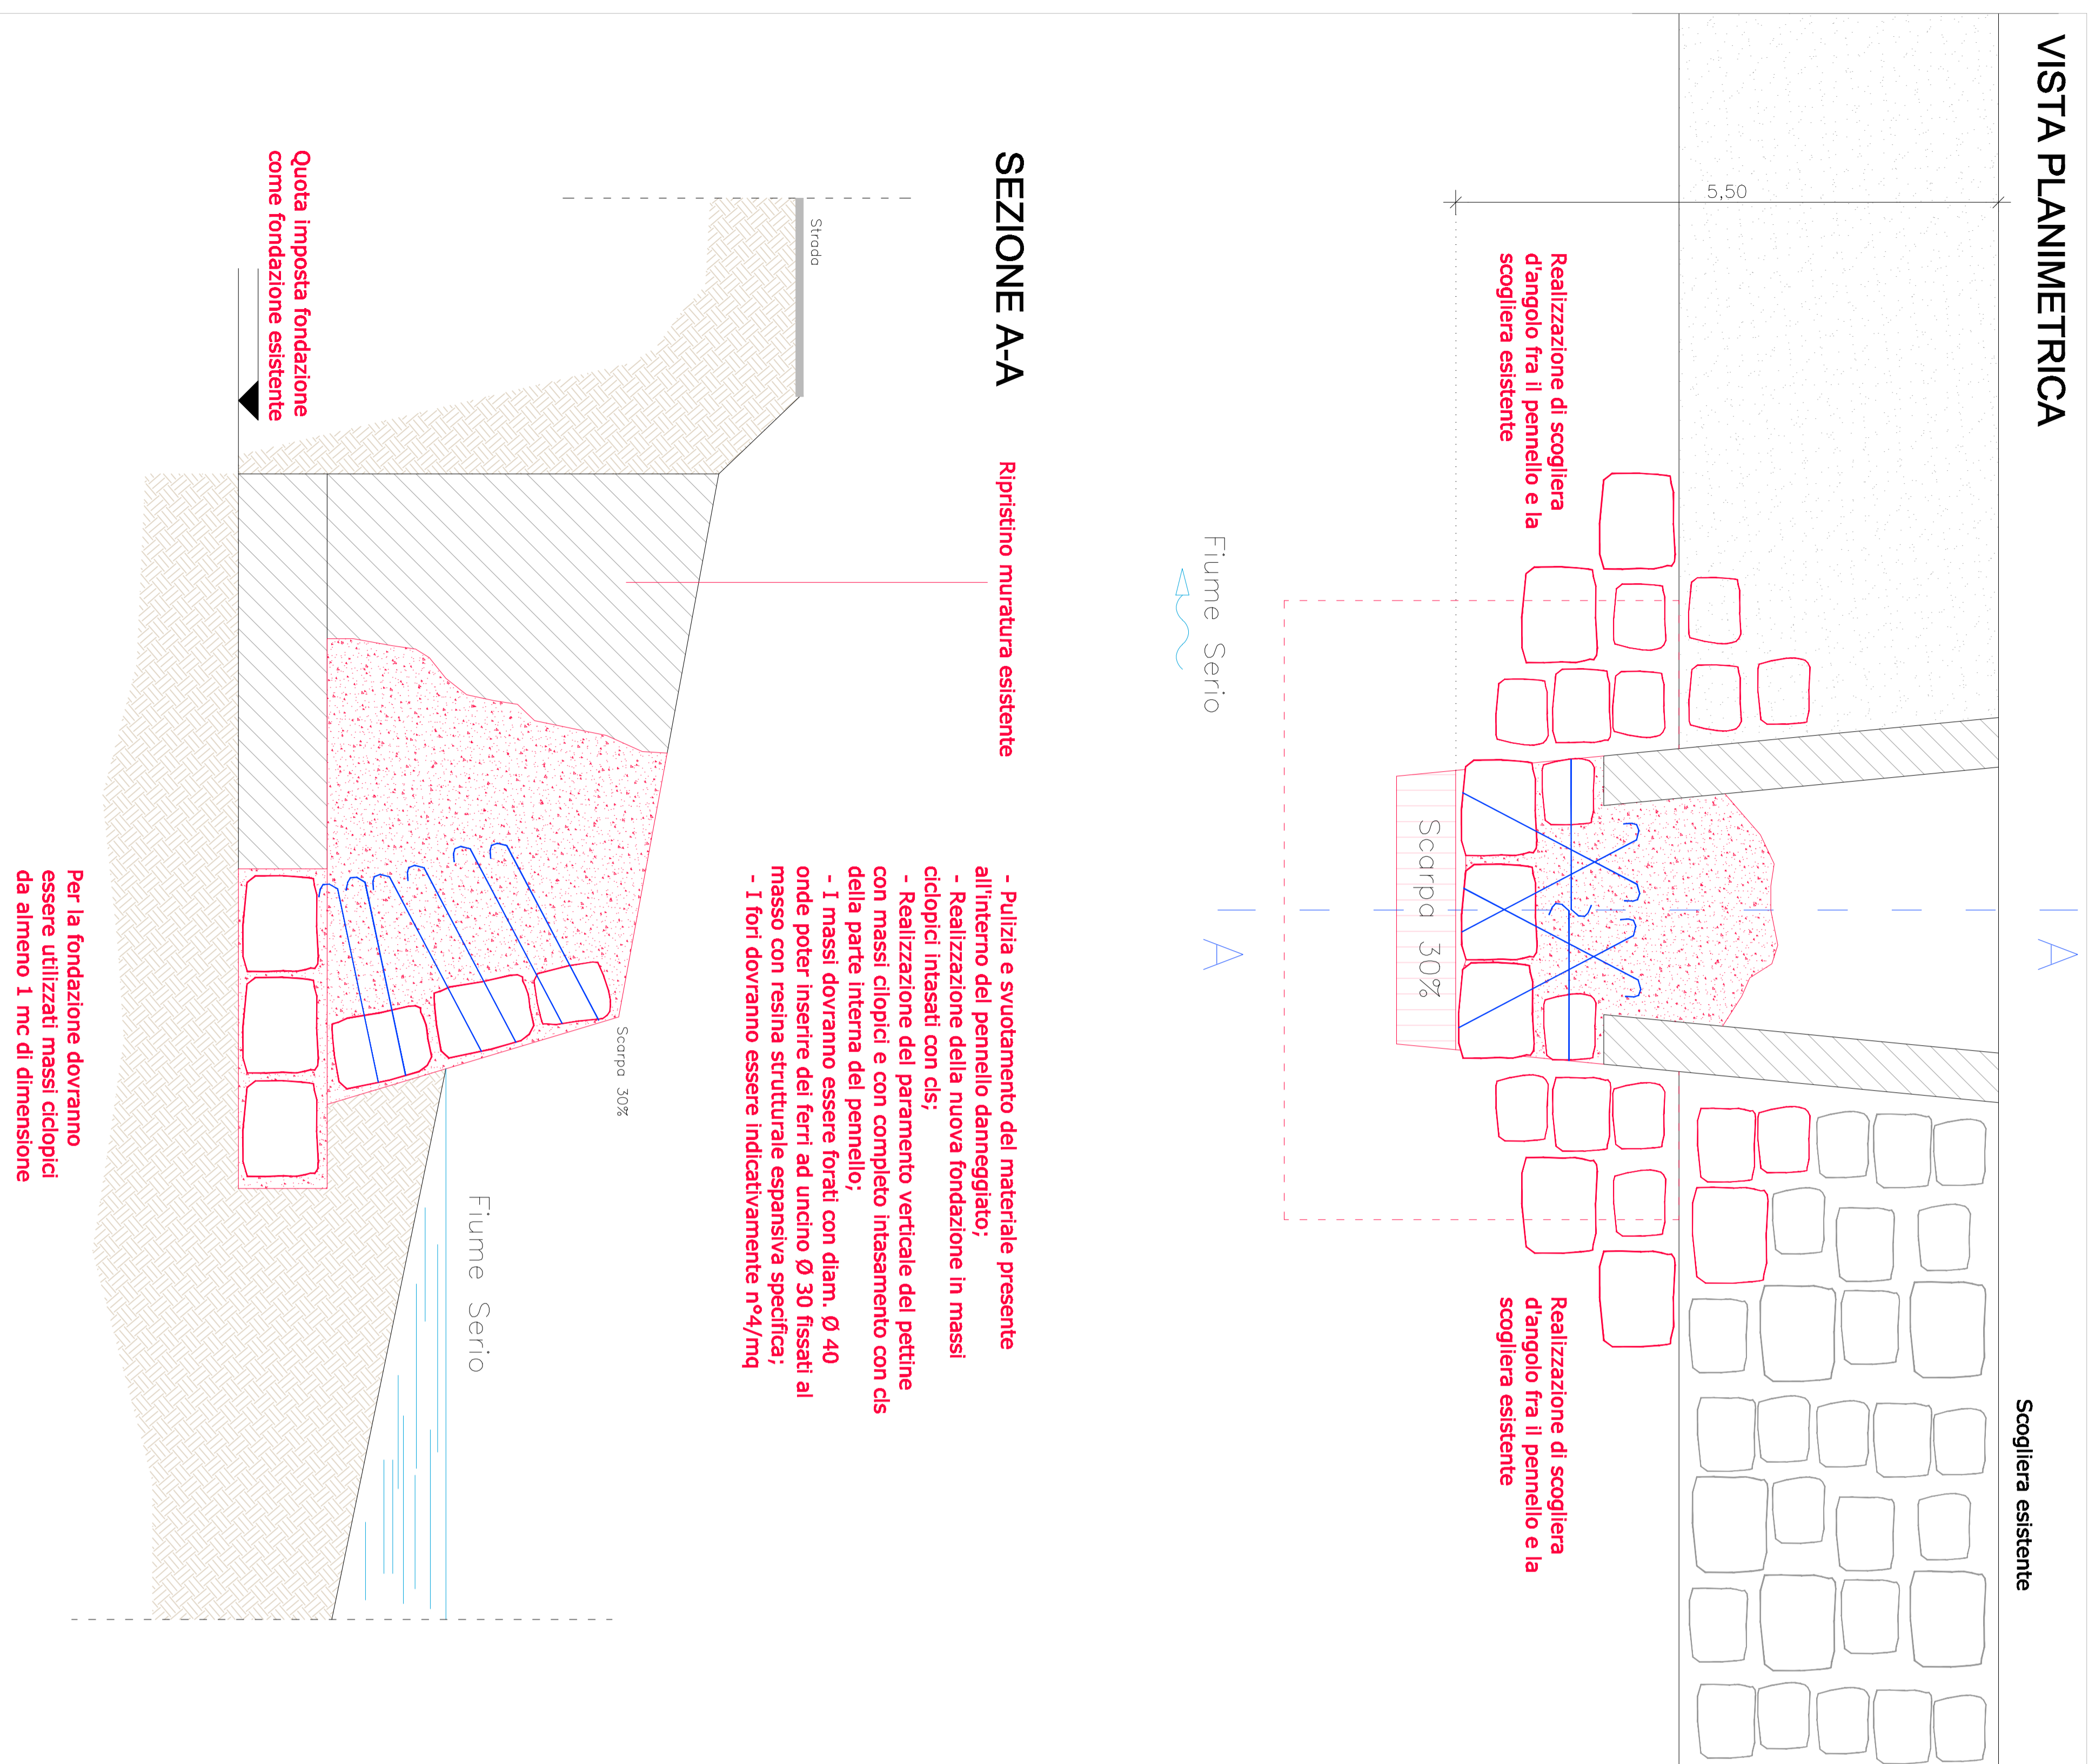 VISTA PLANIMETRICA
Scogliera esistente
5,50
Realizzazione di scogliera
d'angolo fra il pennello e la
scogliera esistente
Realizzazione di scogliera
d'angolo fra il pennello e la
scogliera esistente
Scarpa 30%
A
A
Fiume Serio
SEZIONE A-A
Ripristino muratura esistente
- Pulizia e svuotamento del materiale presente
all'interno del pennello danneggiato;
- Realizzazione della nuova fondazione in massi
ciclopici intasati con cls;
- Realizzazione del paramento verticale del pettine
con massi cilopici e con completo intasamento con cls
della parte interna del pennello;
- I massi dovranno essere forati con diam. Ø 40
onde poter inserire dei ferri ad uncino Ø 30 fissati al
masso con resina strutturale espansiva specifica;
- I fori dovranno essere indicativamente n°4/mq
Strada
Scarpa 30%
Fiume Serio
Quota imposta fondazione
come fondazione esistente
Per la fondazione dovranno
essere utilizzati massi ciclopici
da almeno 1 mc di dimensione